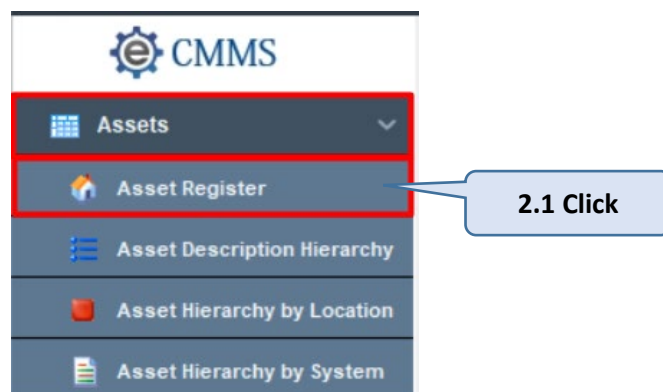 e CMMS
Assets
Asset Register
2.1 Click
Asset Description Hierarchy
Asset Hierarchy by Location
Asset Hierarchy by System